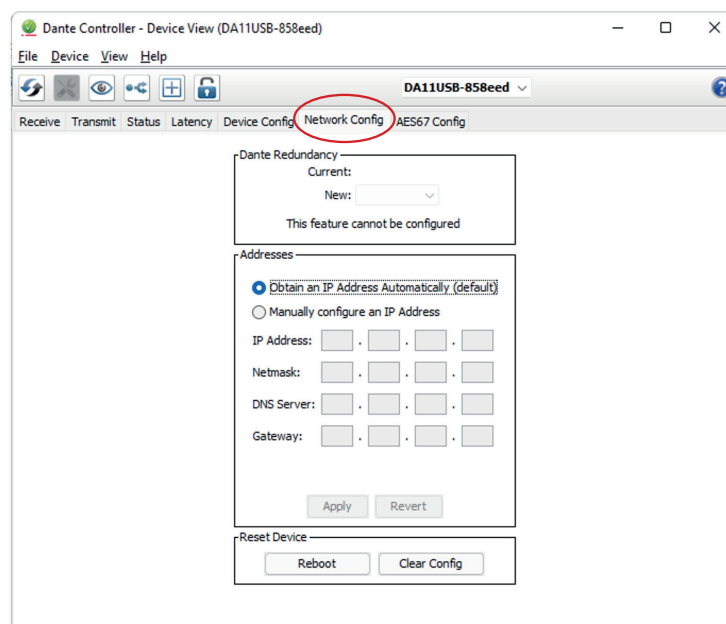 Dante Controller - Device View (DA11USB-858eed)
File Device View Help
DA11USB-858eed
?
Receive Transmit Status Latency Device Config Network Config AES67 Config
Dante Redundancy
Current:
New:
This feature cannot be configured
Addresses
Obtain an IP Address Automatically (default)
Manually configure an IP Address
IP Address: . . .
Netmask: . . .
DNS Server: . . .
Gateway: . . .
Apply Revert
Reset Device
Reboot Clear Config